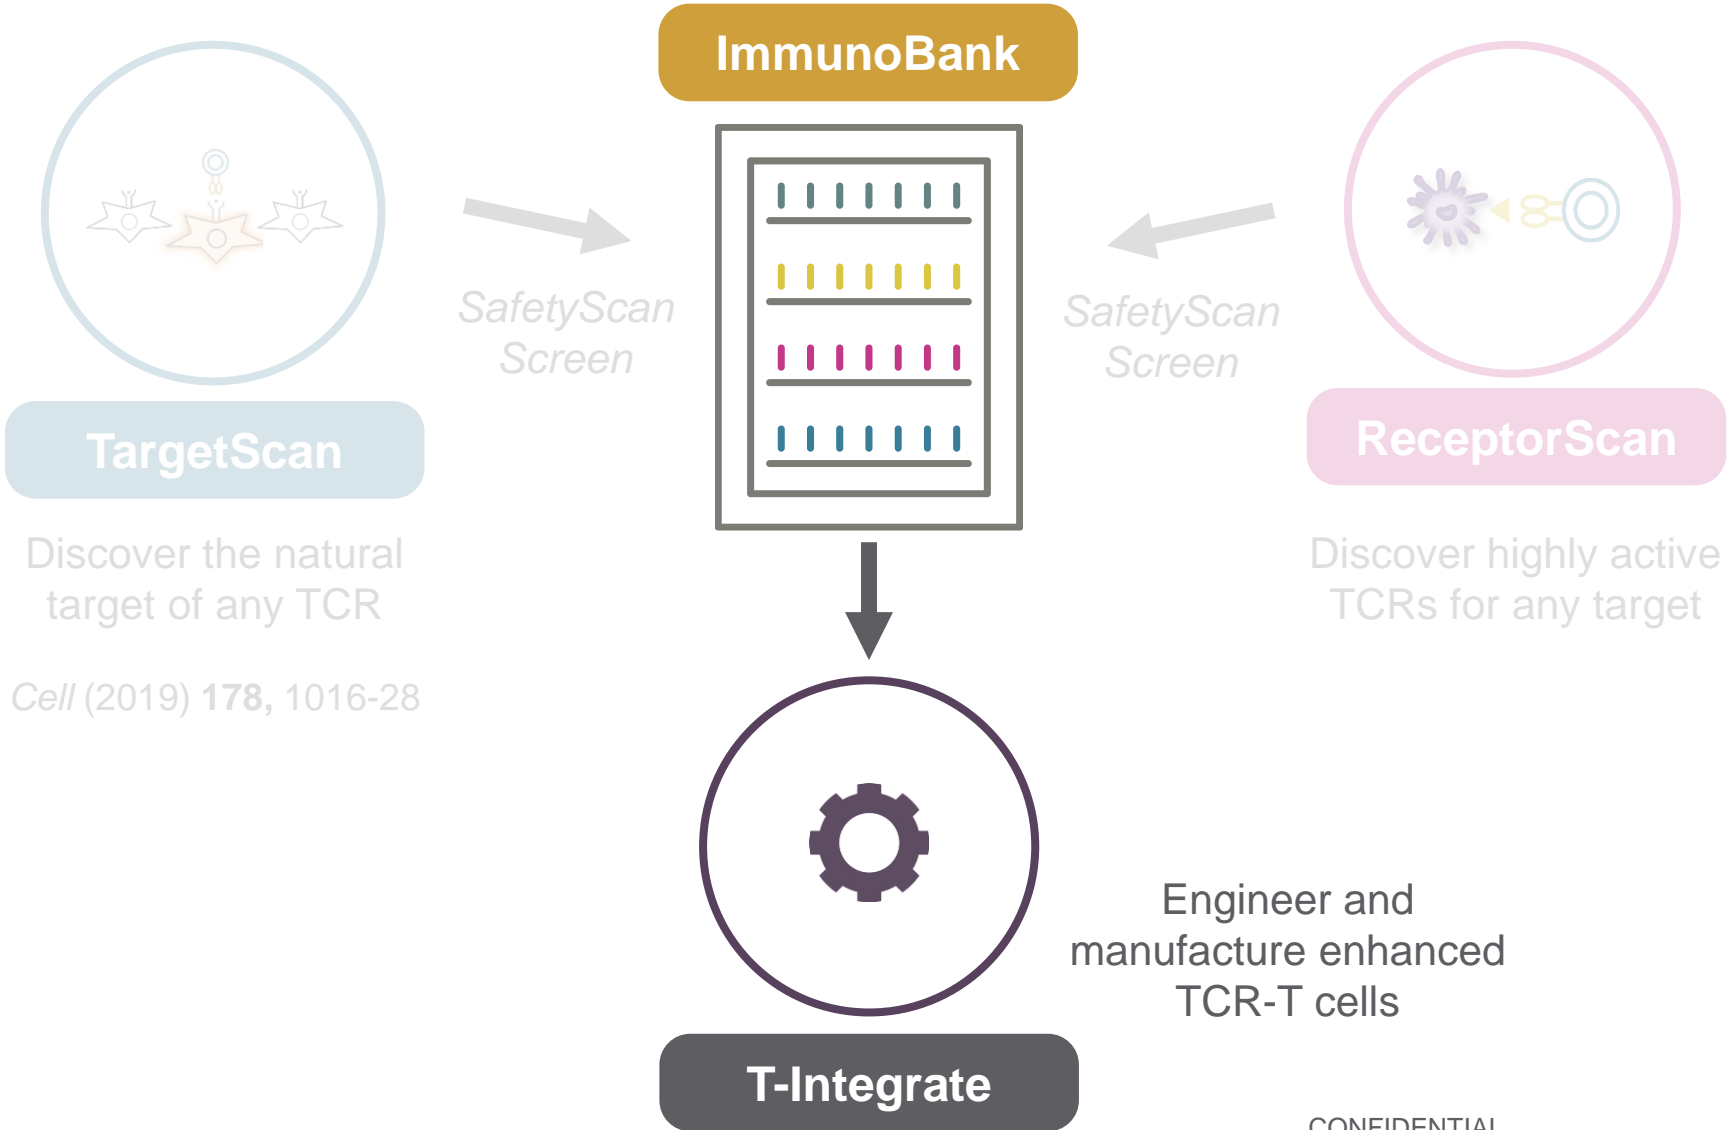 ImmunoBank
SafetyScan
Screen
SafetyScan
Screen
TargetScan
Discover the natural
target of any TCR
Cell (2019) 178, 1016-28
ReceptorScan
Discover highly active
TCRs for any target
Engineer and
manufacture enhanced
TCR-T cells
T-Integrate
CONFIDENTIAL